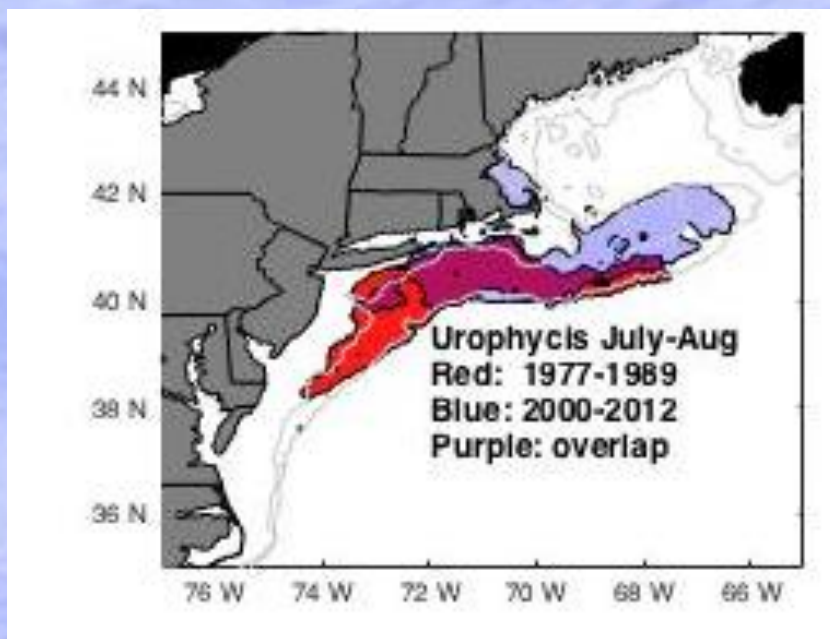 44 N
42 N
40 N
38 N
36 N
Urophycis July-Aug
Red: 1977-1989
Blue: 2000-2012
Purple: overlap
76 W 74 W 72 W 70 W 68 W 66 W